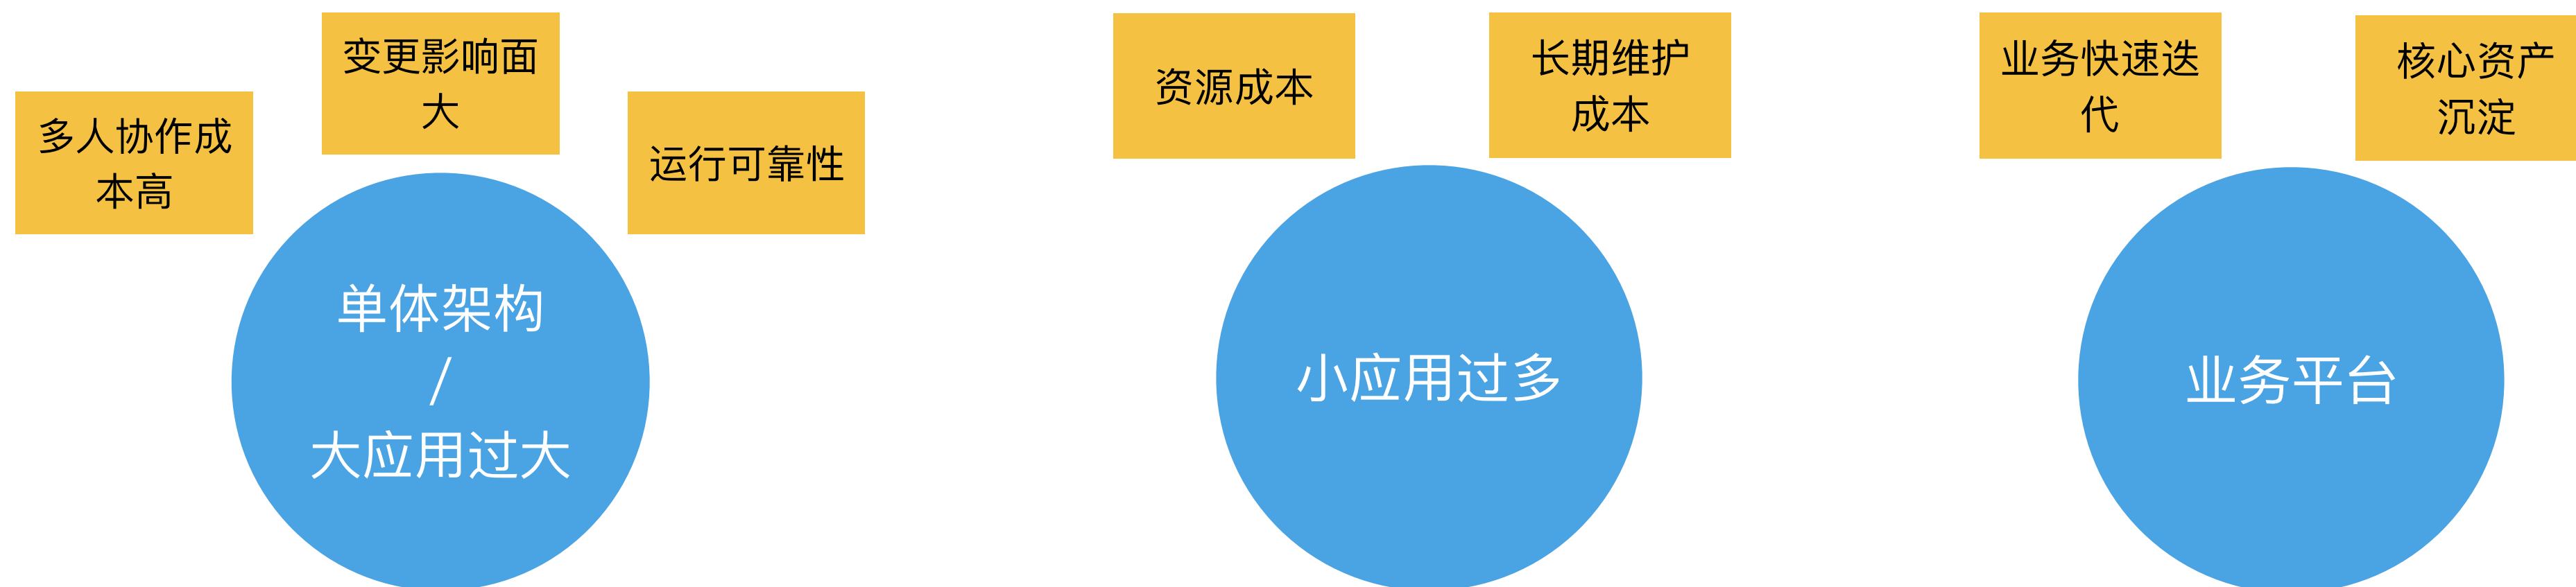 多人协作成
本高
变更影响面
大
运行可靠性
单体架构
/
大应用过大
资源成本
长期维护
成本
小应用过多
业务快速迭
代
核心资产
沉淀
业务平台